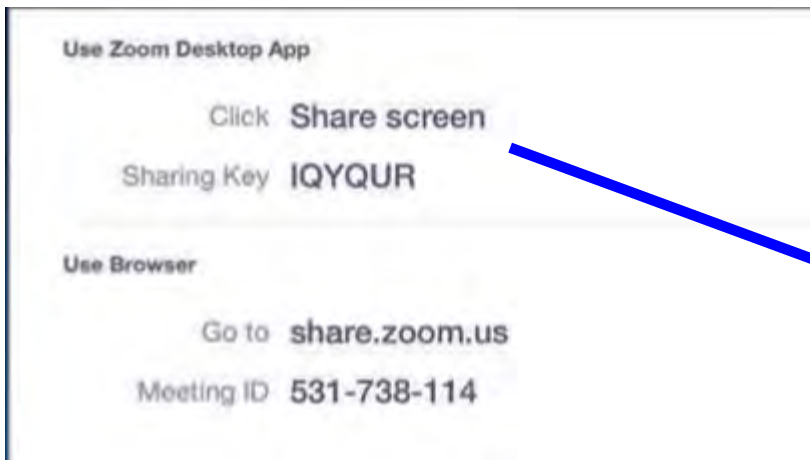 Use Zoom Desktop App
Click Share screen
Sharing Key IQYQUR
Use Browser
Go to share.zoom.us
Meeting ID 531-738-114